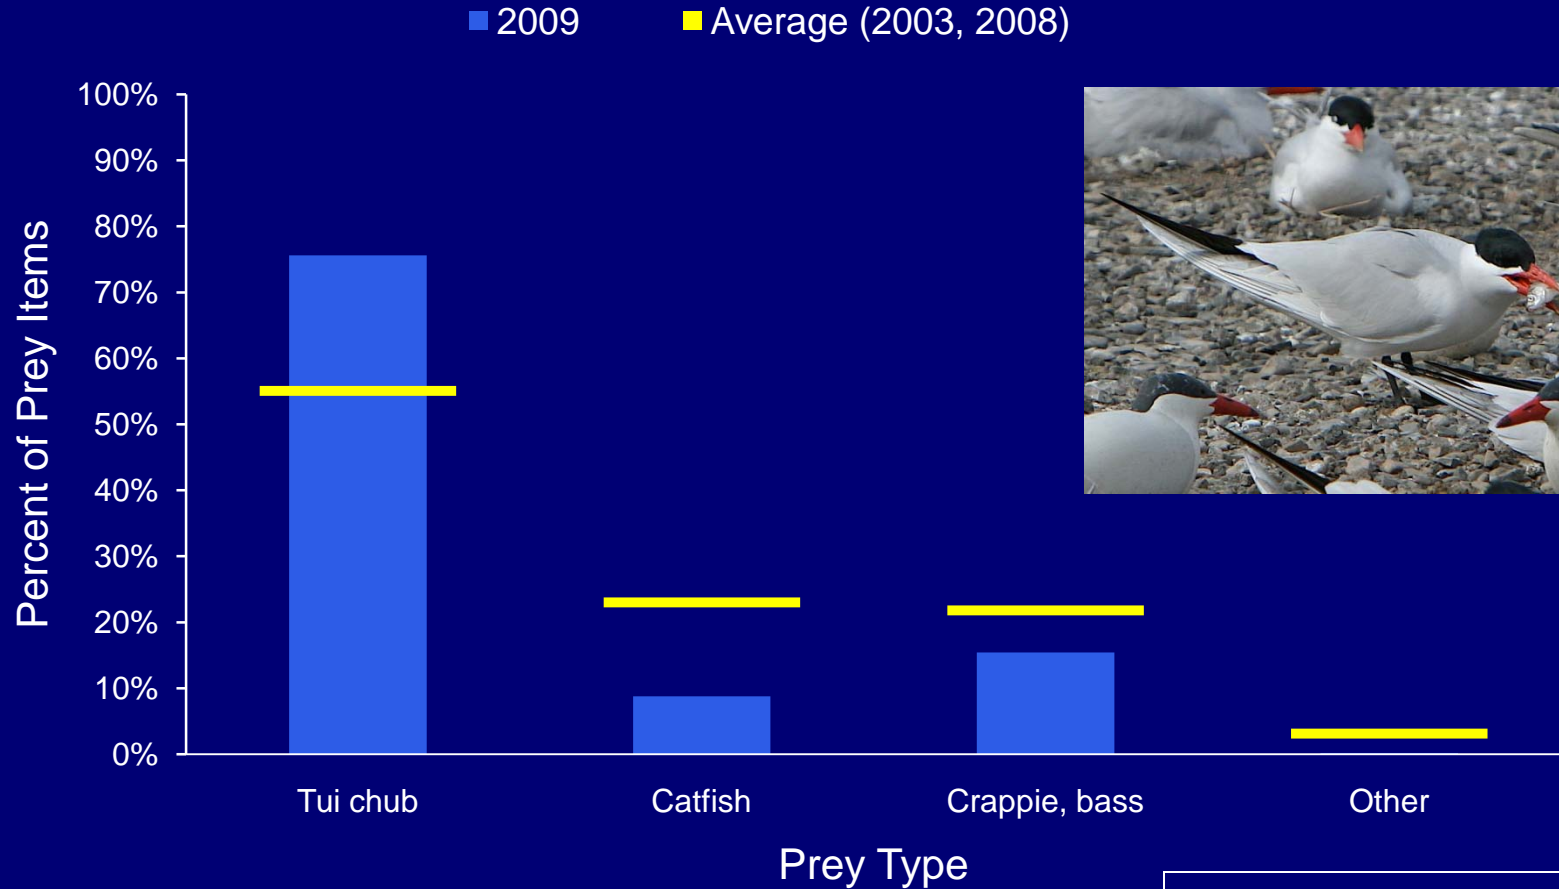 2009 Average (2003, 2008)
100%
90%
80%
70%
60%
50%
40%
30%
20%
10%
0%
Percent of Prey Items
Tui chub Catfish Crappie, bass Other
Prey Type